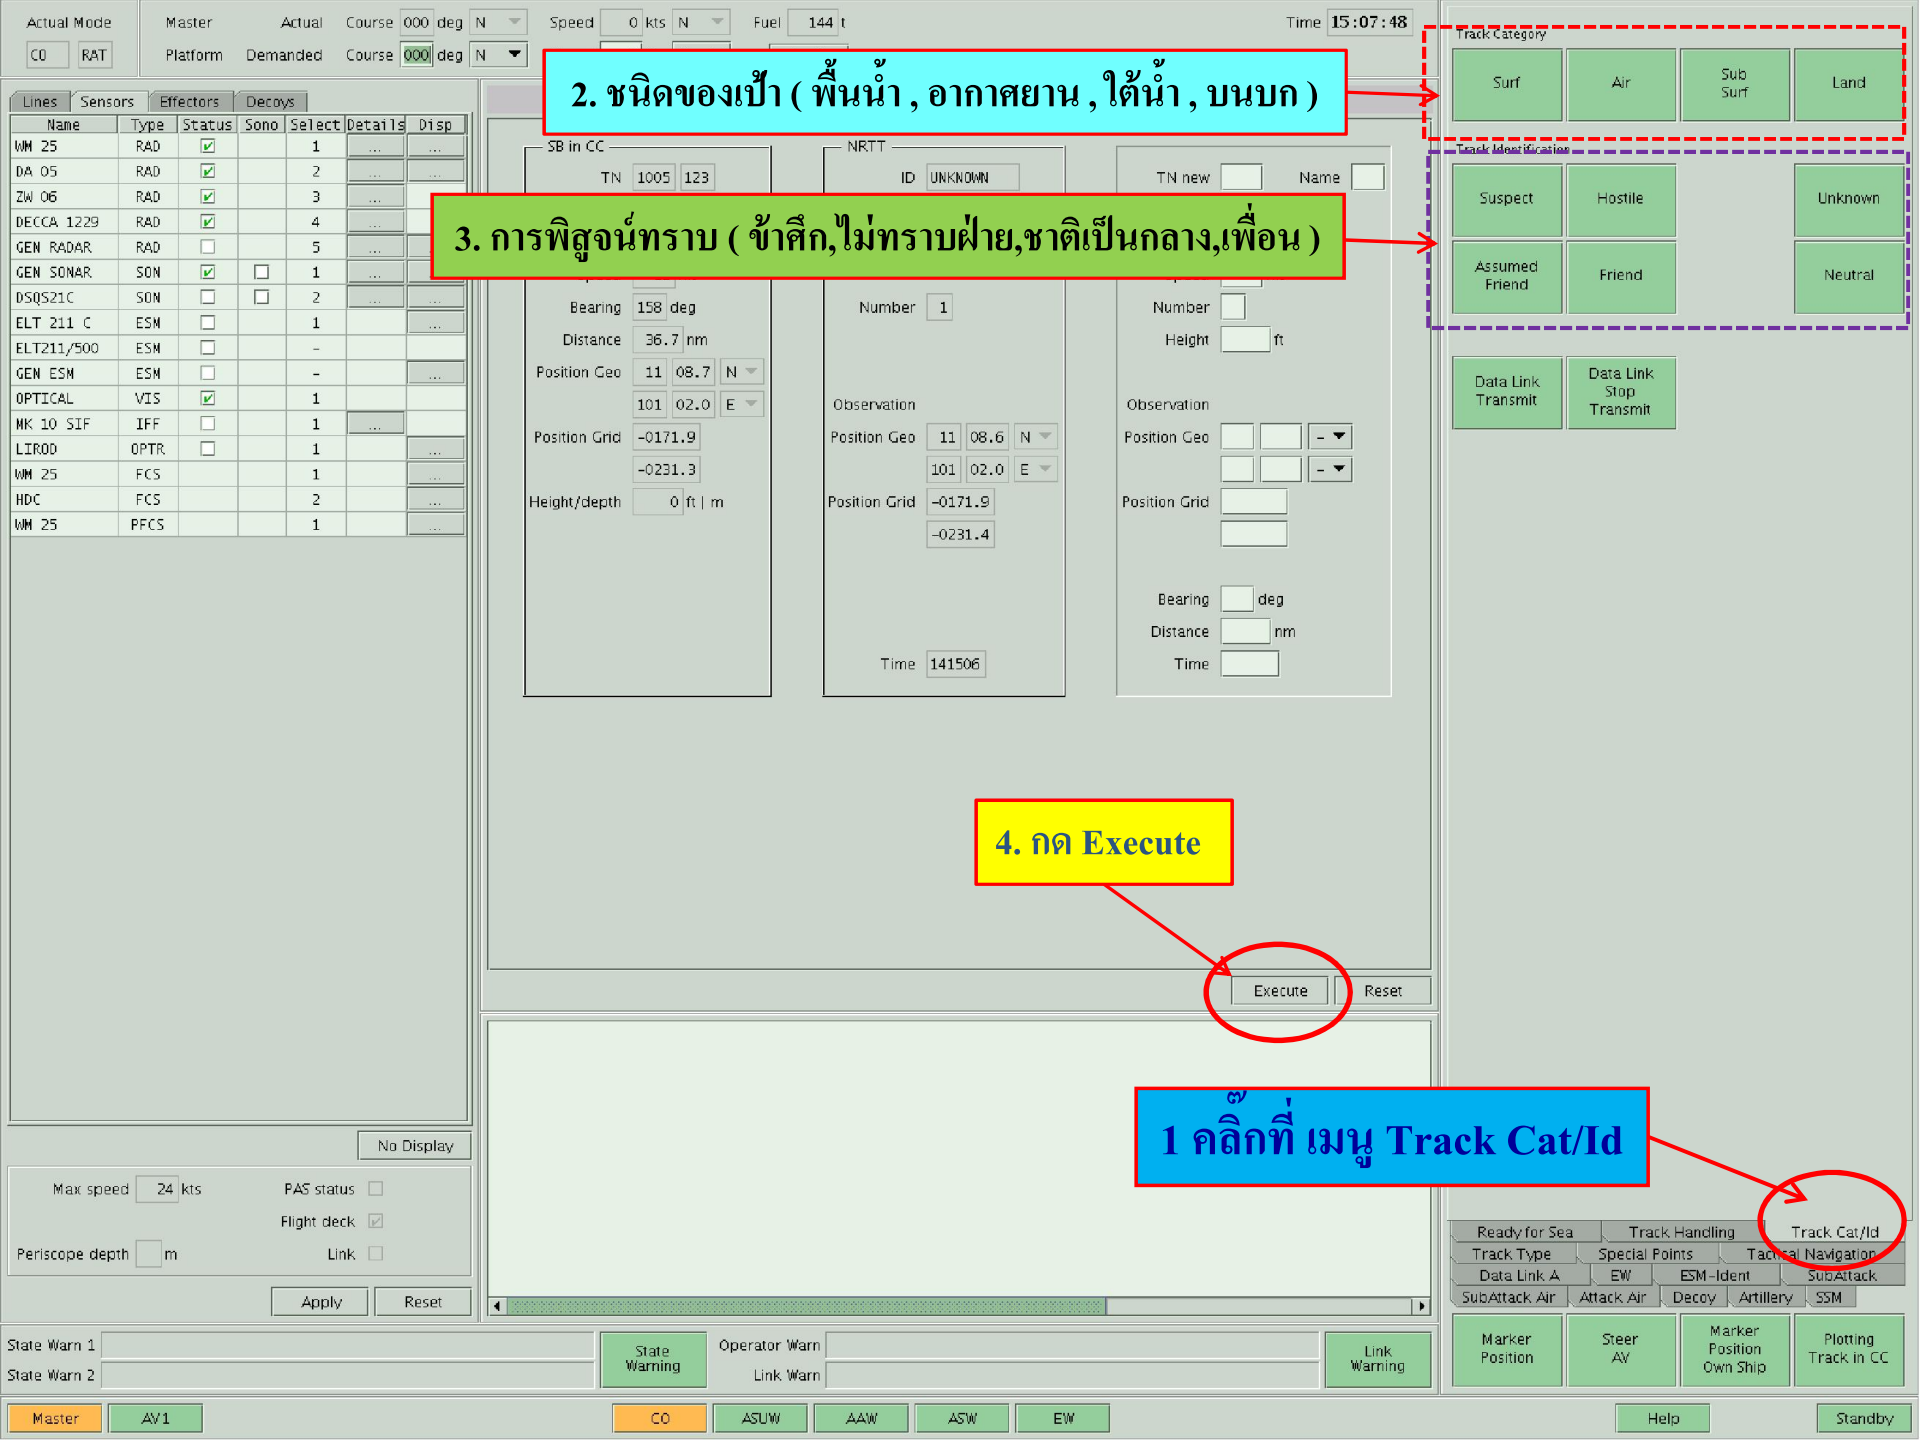 Actual Mode
CO RAT
Master Actual Course 000 deg N Speed 0 kts N Fuel 144 t
Platform Demanded Course 000 deg N
Time 15:07:48
2. ชนิดของเป้า ( พื้นน้ำ , อากาศยาน , ใต้น้ำ , บนบก )
Track Category
Surf Air Sub Surf Land
Track Identification
Suspect Hostile Unknown
Assumed Friend Friend Neutral
Data Link Transmit Data Link Stop Transmit
3. การพิสูจน์ทราบ ( ข้าศึก,ไม่ทราบฝ่าย,ชาติเป็นกลาง,เพื่อน )
Lines Sensors Effectors Decoys
Name Type Status Sono Select Details Disp
WM 25 RAD 1 ... ...
DA 05 RAD 2 ... ...
ZW 06 RAD 3 ...
DECCA 1229 RAD 4 ...
GEN RADAR RAD 5 ... ...
GEN SONAR SON 1 ... ...
DSQS21C SON 2 ... ...
ELT 211 C ESM 1 ...
ELT211/500 ESM -
GEN ESM ESM - ...
OPTICAL VIS 1
MK 10 SIF IFF 1 ...
LIROD OPTR 1 ...
WM 25 FCS 1 ...
HDC FCS 2 ...
WM 25 PFCS 1 ...
SB in CC
TN 1005 123
Bearing 158 deg
Distance 36.7 nm
Position Geo 11 08.7 N
101 02.0 E
Position Grid -0171.9
-0231.3
Height/depth 0 ft | m
NRTT
ID UNKNOWN
Number 1
Observation
Position Geo 11 08.6 N
101 02.0 E
Position Grid -0171.9
-0231.4
Time 141506
TN new Name
Number
Height ft
Observation
Position Geo -
-
Position Grid
Bearing deg
Distance nm
Time
4. กด Execute
Execute Reset
1 คลิ๊กที่ เมนู Track Cat/Id
No Display
Max speed 24 kts PAS status
Flight deck
Periscope depth m Link
Apply Reset
Ready for Sea Track Handling Track Cat/Id
Track Type Special Points Tactical Navigation
Data Link A EW ESM-Ident SubAttack
SubAttack Air Attack Air Decoy Artillery SSM
State Warn 1
State Warn 2
State Warning
Operator Warn
Link Warn
Link Warning
Marker Position Steer AV Marker Position Own Ship Plotting Track in CC
Master AV1 CO ASUW AAW ASW EW Help Standby